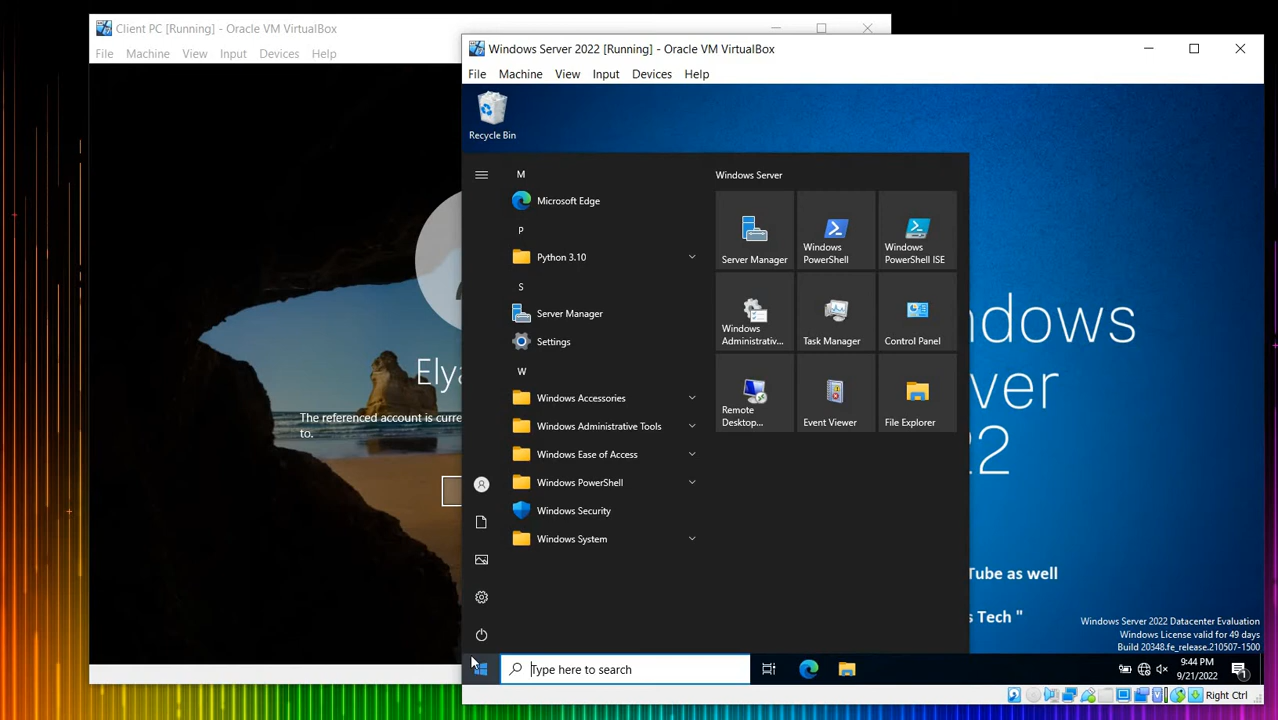 Client PC [Running] - Oracle VM VirtualBox
File Machine View Input Devices Help
Windows Server 2022 [Running] - Oracle VM VirtualBox
File Machine View Input Devices Help
Recycle Bin
The referenced account is curre
to.
M
Microsoft Edge
P
Python 3.10
S
Server Manager
Settings
W
Windows Accessories
Windows Administrative Tools
Windows Ease of Access
Windows PowerShell
Windows Security
Windows System
Windows Server
Server Manager
Windows
PowerShell
Windows
PowerShell ISE
Windows
Administrativ...
Task Manager
Control Panel
Remote
Desktop...
Event Viewer
File Explorer
ndows
erver
22
Tube as well
s Tech "
Windows Server 2022 Datacenter Evaluation
Windows License valid for 49 days
Build 20348.fe_release.210507-1500
Type here to search
9:44 PM
9/21/2022
1
Right Ctrl